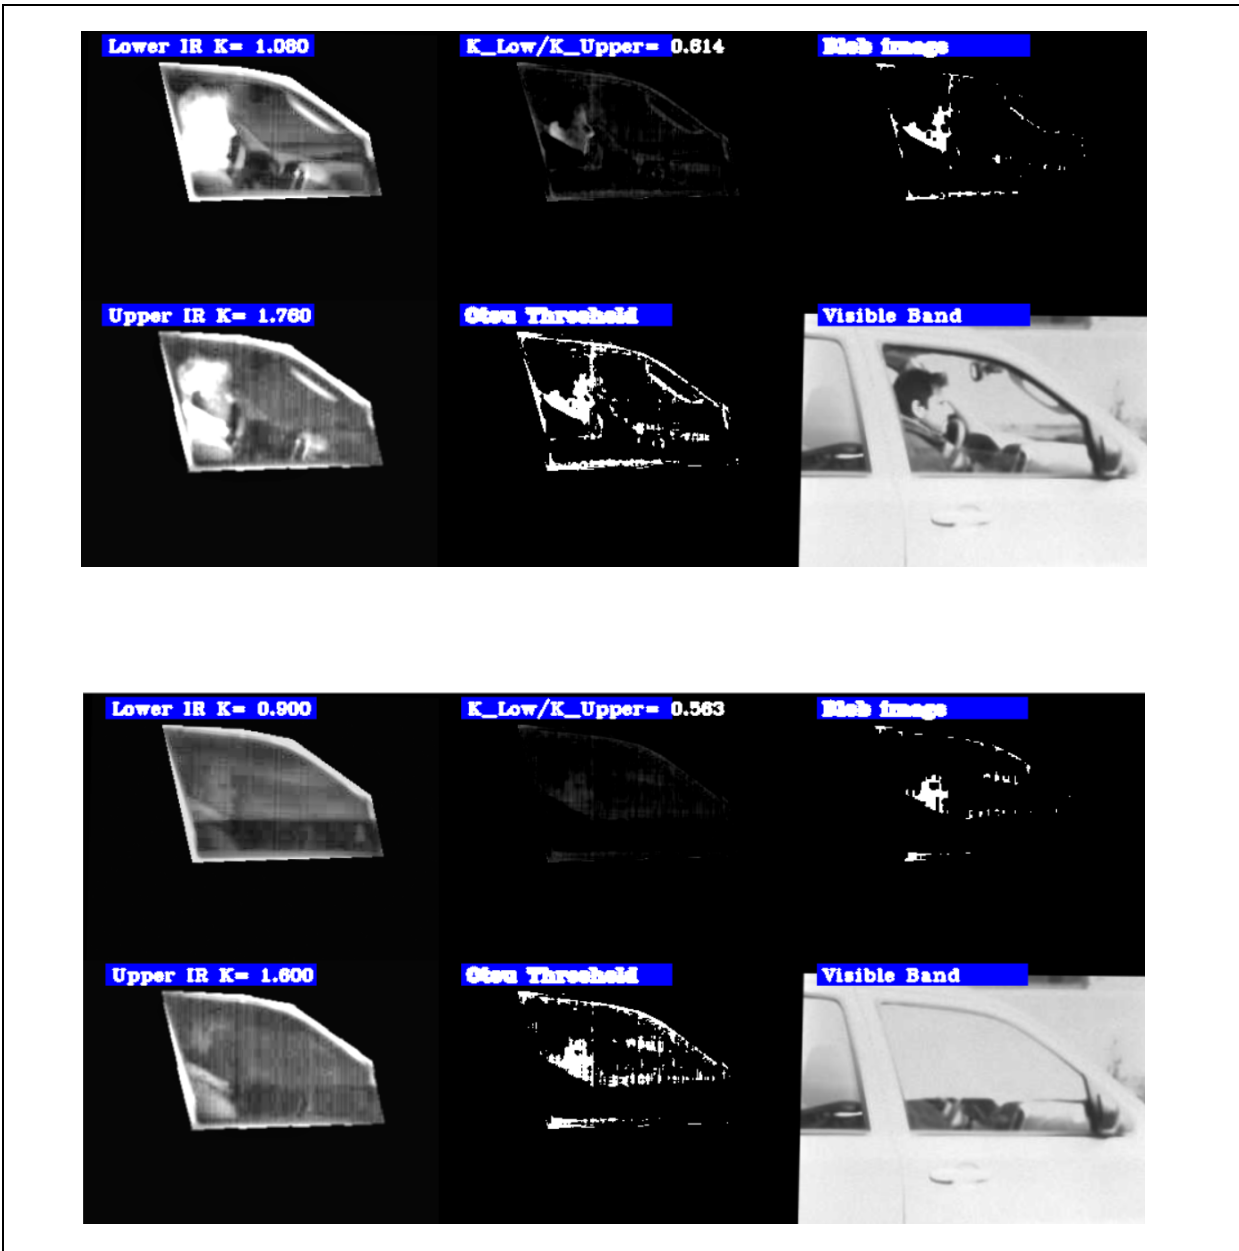 Lower IR K= 1.080
K_Low/K_Upper= 0.614
Blob image
Upper IR K= 1.760
Otsu Threshold
Visible Band
Lower IR K= 0.900
K_Low/K_Upper= 0.563
Blob image
Upper IR K= 1.600
Otsu Threshold
Visible Band